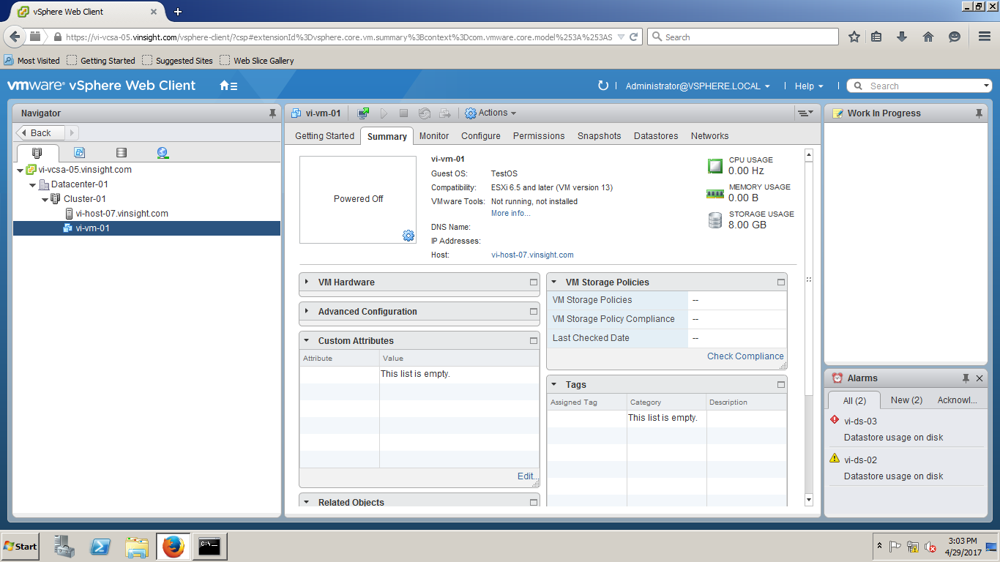 vSphere Web Client
https://vi-vcsa-05.vinsight.com/vsphere-client/?csp#extensionId%3Dvsphere.core.vm.summary%3Bcontext%3Dcom.vmware.core.model%253A%253AS
Search
Most Visited
Getting Started
Suggested Sites
Web Slice Gallery
vmware® vSphere Web Client
Administrator@VSPHERE.LOCAL
Help
Search
Navigator
Back
vi-vcsa-05.vinsight.com
Datacenter-01
Cluster-01
vi-host-07.vinsight.com
vi-vm-01
vi-vm-01
Actions
Getting Started
Summary
Monitor
Configure
Permissions
Snapshots
Datastores
Networks
Powered Off
vi-vm-01
Guest OS: TestOS
Compatibility: ESXi 6.5 and later (VM version 13)
VMware Tools: Not running, not installed
More info...
DNS Name:
IP Addresses:
Host: vi-host-07.vinsight.com
CPU USAGE
0.00 Hz
MEMORY USAGE
0.00 B
STORAGE USAGE
8.00 GB
VM Hardware
Advanced Configuration
Custom Attributes
Attribute Value
This list is empty.
Edit...
Related Objects
VM Storage Policies
VM Storage Policies --
VM Storage Policy Compliance --
Last Checked Date --
Check Compliance
Tags
Assigned Tag Category Description
This list is empty.
Work In Progress
Alarms
All (2)
New (2)
Acknowl...
vi-ds-03
Datastore usage on disk
vi-ds-02
Datastore usage on disk
Start
3:03 PM
4/29/2017